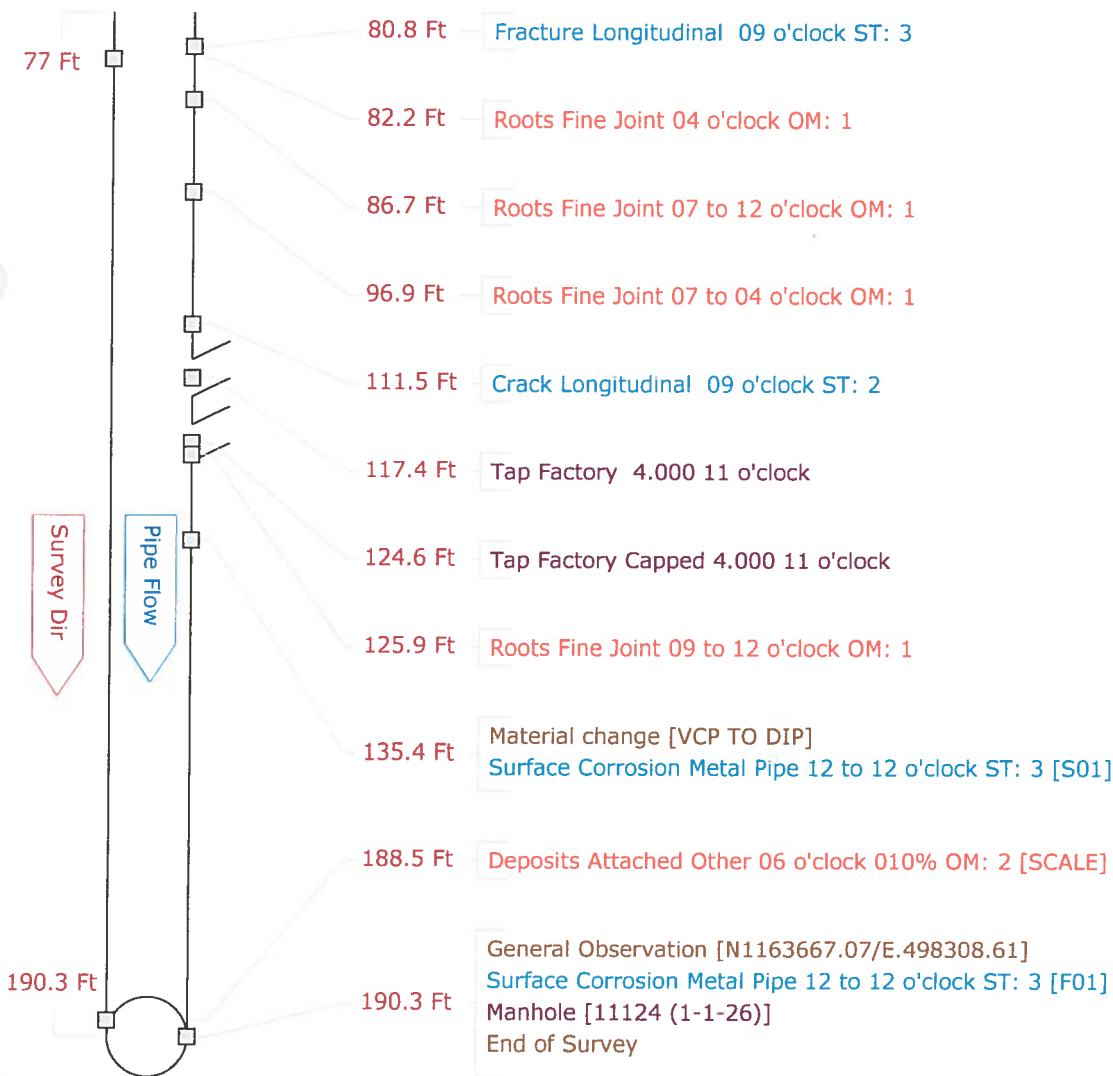 77 Ft
80.8 Ft Fracture Longitudinal 09 o'clock ST: 3
82.2 Ft Roots Fine Joint 04 o'clock OM: 1
86.7 Ft Roots Fine Joint 07 to 12 o'clock OM: 1
96.9 Ft Roots Fine Joint 07 to 04 o'clock OM: 1
111.5 Ft Crack Longitudinal 09 o'clock ST: 2
117.4 Ft Tap Factory 4.000 11 o'clock
124.6 Ft Tap Factory Capped 4.000 11 o'clock
125.9 Ft Roots Fine Joint 09 to 12 o'clock OM: 1
Survey Dir
Pipe Flow
135.4 Ft Material change [VCP TO DIP]
Surface Corrosion Metal Pipe 12 to 12 o'clock ST: 3 [S01]
188.5 Ft Deposits Attached Other 06 o'clock 010% OM: 2 [SCALE]
190.3 Ft
190.3 Ft General Observation [N1163667.07/E.498308.61]
Surface Corrosion Metal Pipe 12 to 12 o'clock ST: 3 [F01]
Manhole [11124 (1-1-26)]
End of Survey